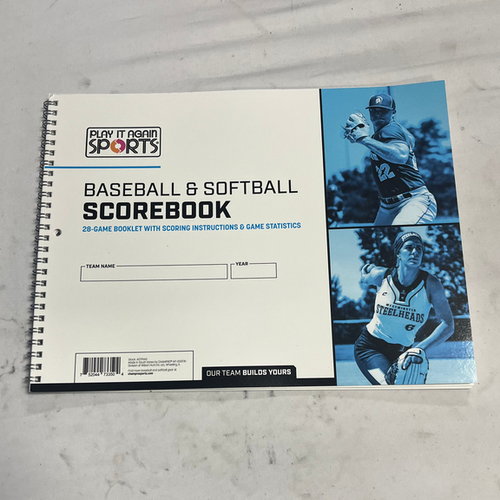 PLAY IT AGAIN
SPORTS
BASEBALL & SOFTBALL
SCOREBOOK
28-GAME BOOKLET WITH SCORING INSTRUCTIONS & GAME STATISTICS
TEAM NAME
YEAR
22
WESTMINSTER
STEELHEADS
6
OUR TEAM BUILDS YOURS